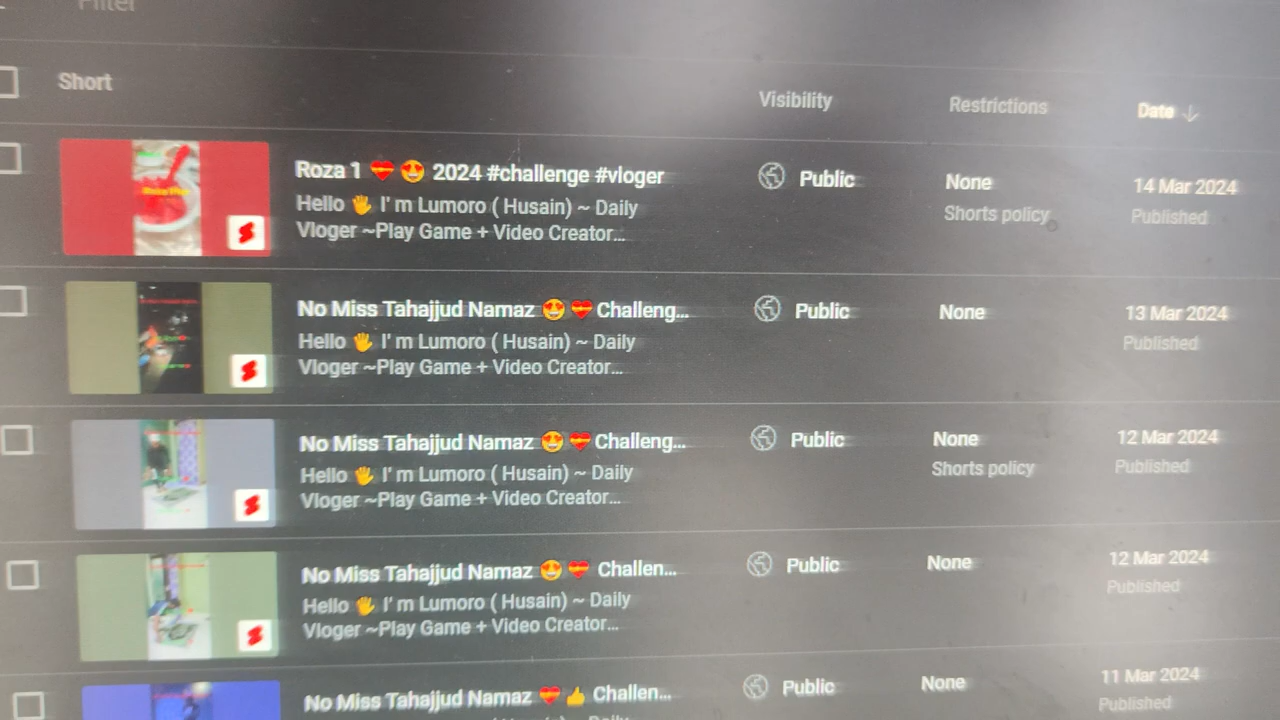 Filter
Short
Visibility
Restrictions
Date ↓
Roza 1 💝 😍 2024 #challenge #vloger
Hello 🖐 I' m Lumoro ( Husain) ~ Daily
Vloger ~Play Game + Video Creator...
Public
None
Shorts policy
14 Mar 2024
Published
No Miss Tahajjud Namaz 😍 💝 Challeng...
Hello 🖐 I' m Lumoro ( Husain) ~ Daily
Vloger ~Play Game + Video Creator...
Public
None
13 Mar 2024
Published
No Miss Tahajjud Namaz 😍 💝 Challeng...
Hello 🖐 I' m Lumoro ( Husain) ~ Daily
Vloger ~Play Game + Video Creator...
Public
None
Shorts policy
12 Mar 2024
Published
No Miss Tahajjud Namaz 😍 💝 Challen...
Hello 🖐 I' m Lumoro ( Husain) ~ Daily
Vloger ~Play Game + Video Creator...
Public
None
12 Mar 2024
Published
No Miss Tahajjud Namaz 💝 👍 Challen...
Public
None
11 Mar 2024
Published